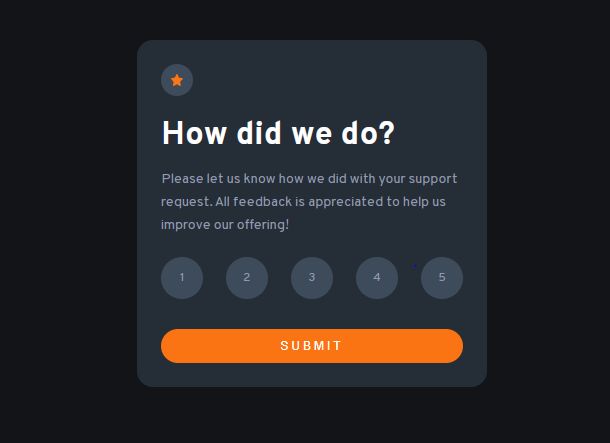 How did we do?
Please let us know how we did with your support
request. All feedback is appreciated to help us
improve our offering!
1 2 3 4 5
SUBMIT